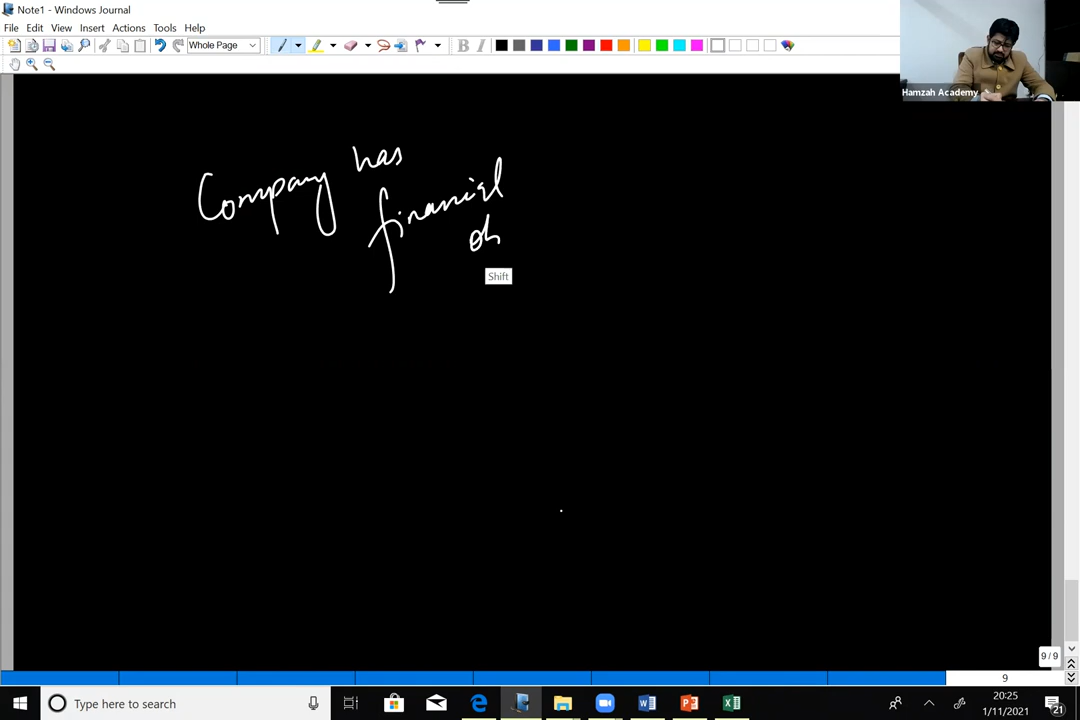 Note1 - Windows Journal
File Edit View Insert Actions Tools Help
Whole Page
B I
Hamzah Academy
Company has
financial
Shift
9 / 9
9
Type here to search
20:25
1/11/2021
21